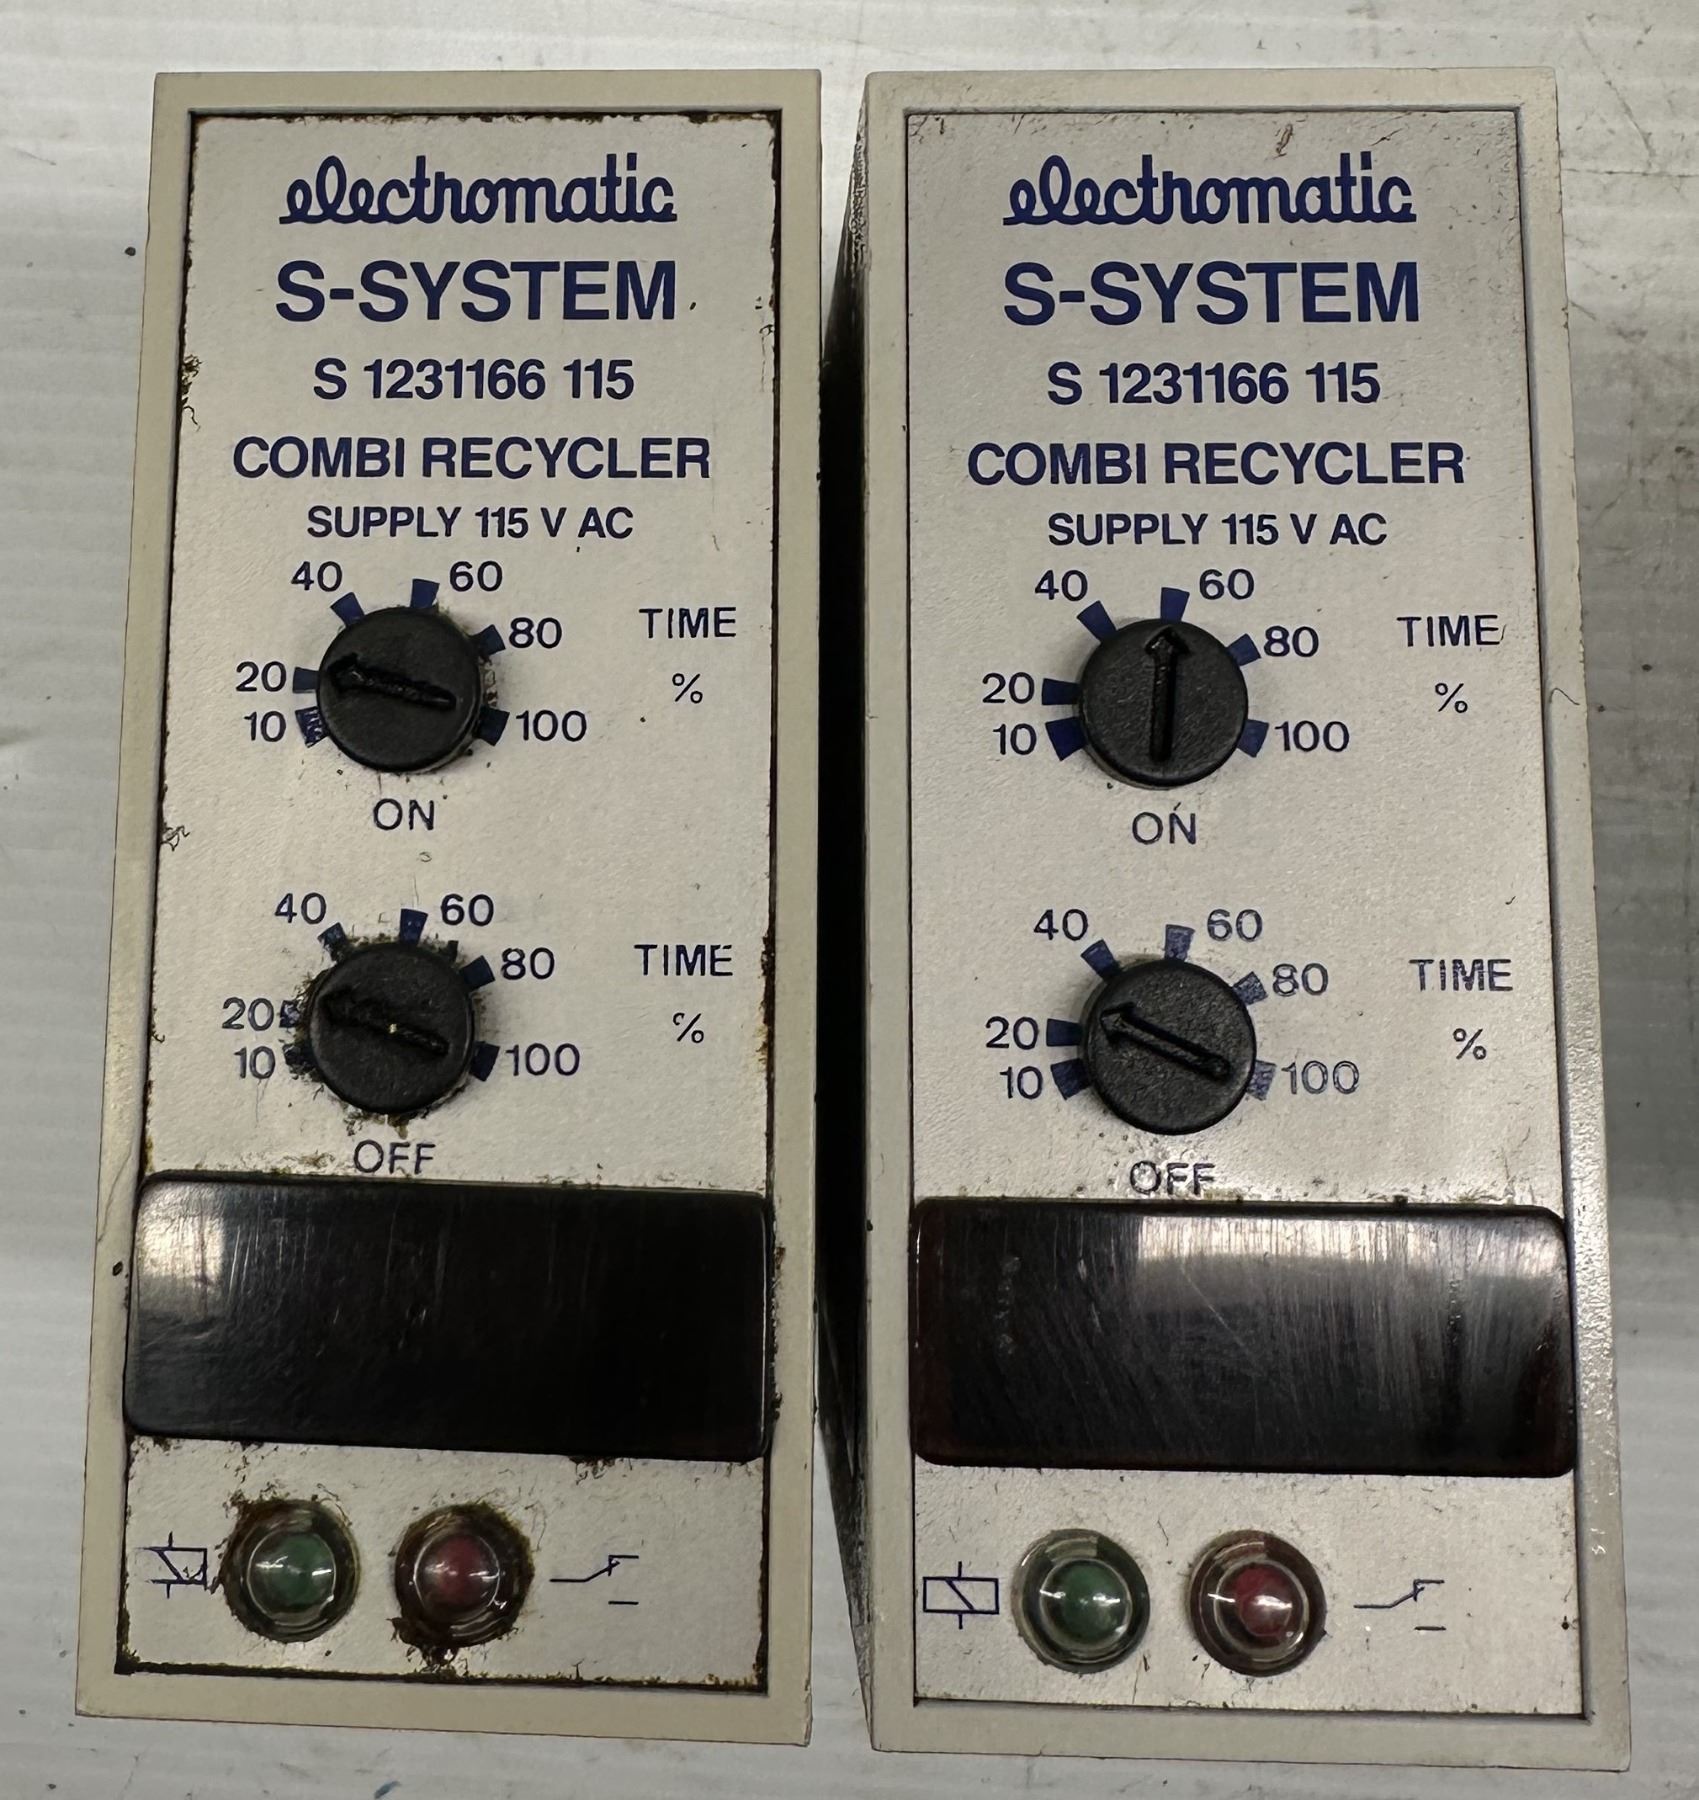 electromatic
S-SYSTEM
S 1231166 115
COMBI RECYCLER
SUPPLY 115 V AC
40 60
80 TIME
20 %
10 100
ON
40 60
80 TIME
20 %
10 100
OFF
electromatic
S-SYSTEM
S 1231166 115
COMBI RECYCLER
SUPPLY 115 V AC
40 60
80 TIME
20 %
10 100
ON
40 60
80 TIME
20 %
10 100
OFF